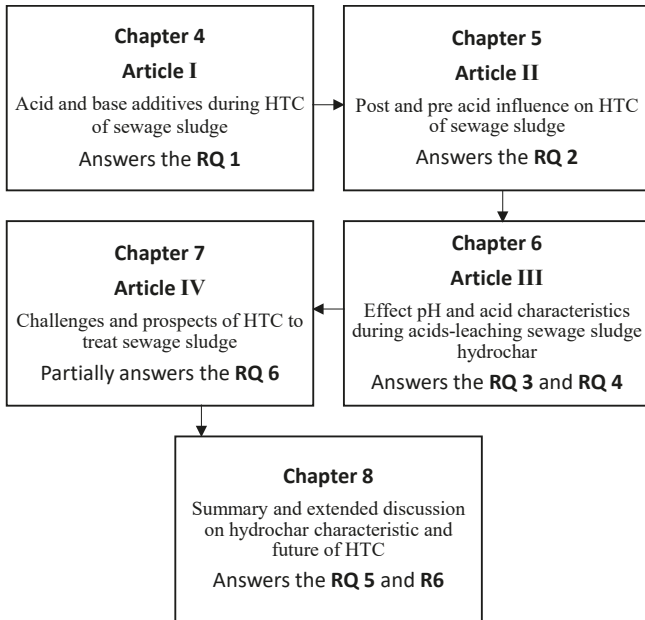 Chapter 4
Article I
Acid and base additives during HTC
of sewage sludge
Answers the RQ 1
Chapter 5
Article II
Post and pre acid influence on HTC
of sewage sludge
Answers the RQ 2
Chapter 6
Article III
Effect pH and acid characteristics
during acids-leaching sewage sludge
hydrochar
Answers the RQ 3 and RQ 4
Chapter 7
Article IV
Challenges and prospects of HTC to
treat sewage sludge
Partially answers the RQ 6
Chapter 8
Summary and extended discussion
on hydrochar characteristic and
future of HTC
Answers the RQ 5 and R6